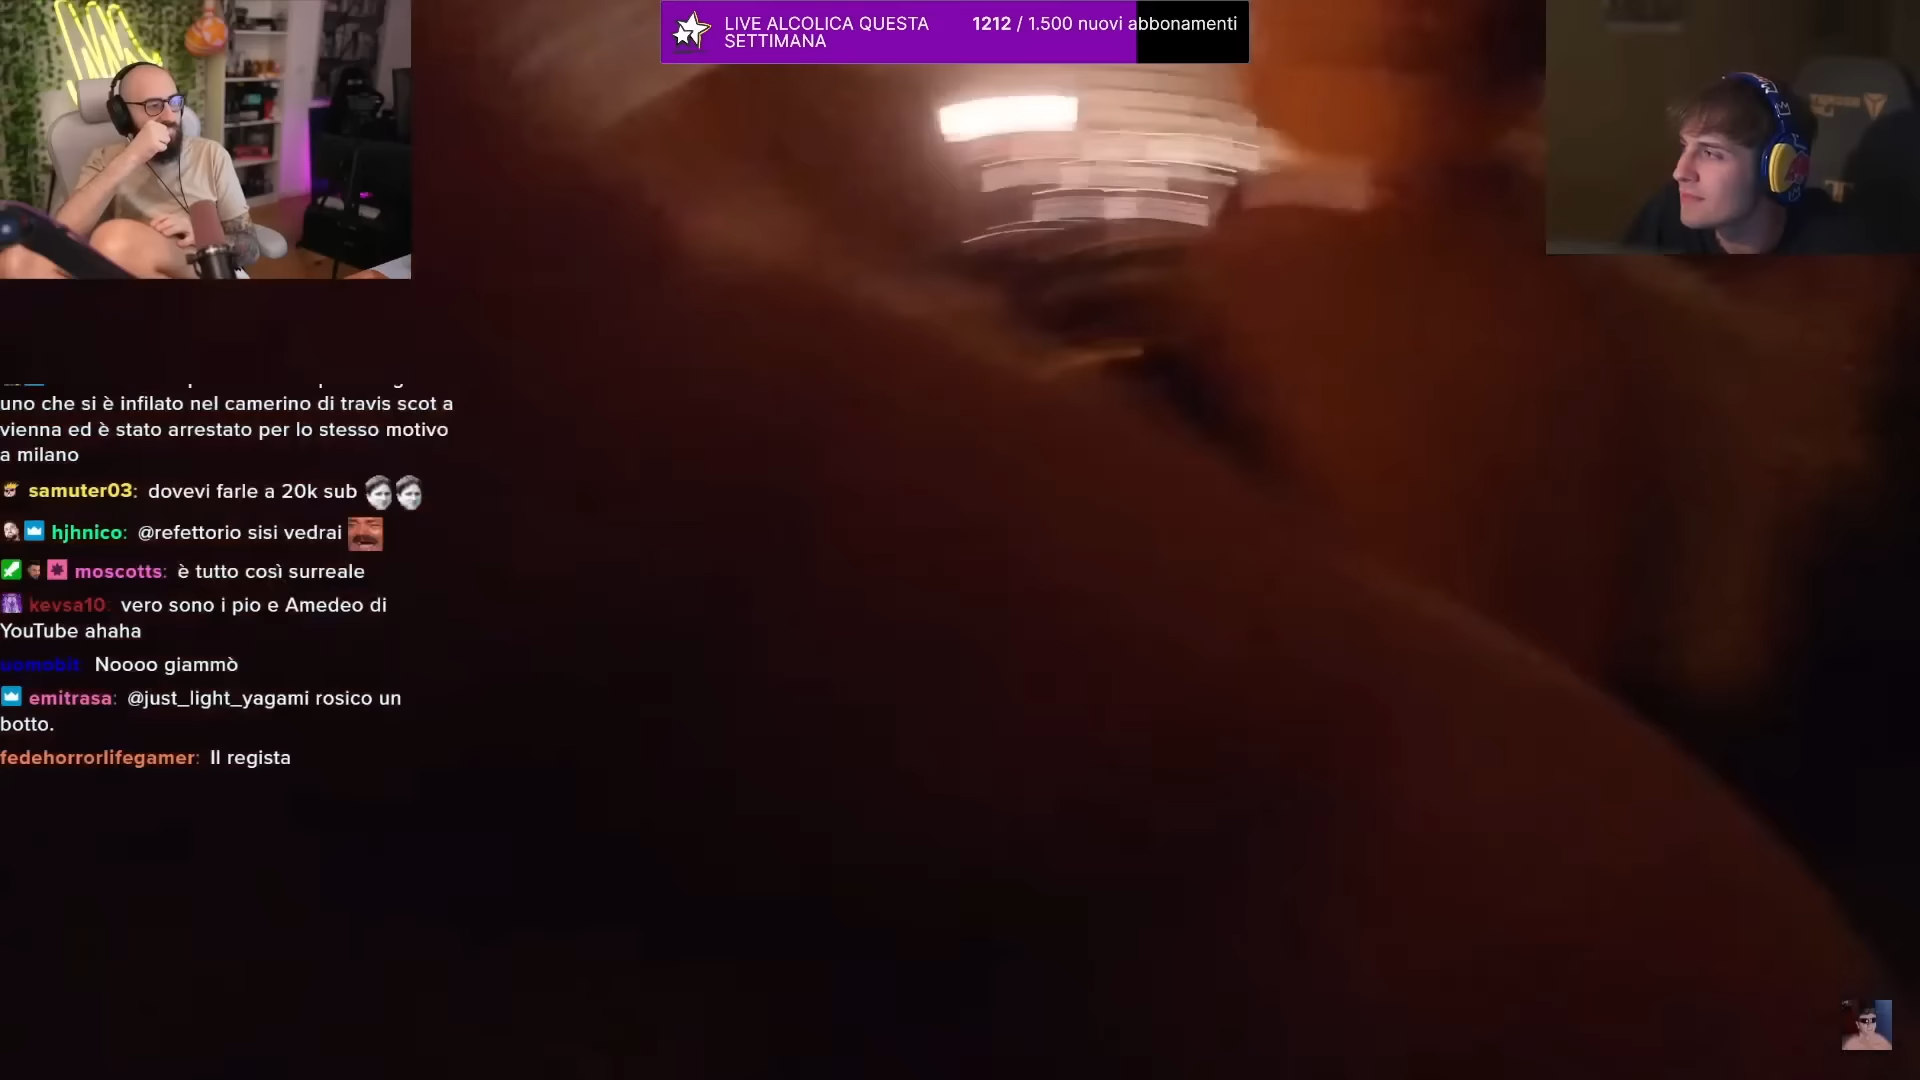 LIVE ALCOLICA QUESTA
SETTIMANA
1212 / 1.500 nuovi abbonamenti
uno che si è infilato nel camerino di travis scot a
vienna ed è stato arrestato per lo stesso motivo
a milano
samuter03: dovevi farle a 20k sub
hjhnico: @refettorio sisi vedrai
moscotts: è tutto così surreale
kevsa10: vero sono i pio e Amedeo di
YouTube ahaha
uomobit Noooo giammò
emitrasa: @just_light_yagami rosico un
botto.
fedehorrorlifegamer: Il regista